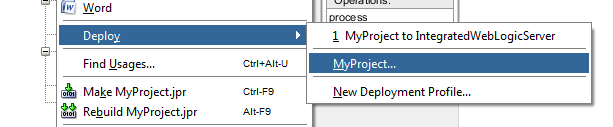 Word
Operations:
process
Deploy
1 MyProject to IntegratedWebLogicServer
Find Usages... Ctrl+Alt-U
MyProject...
Make MyProject.jpr Ctrl-F9
New Deployment Profile...
Rebuild MyProject.jpr Alt-F9